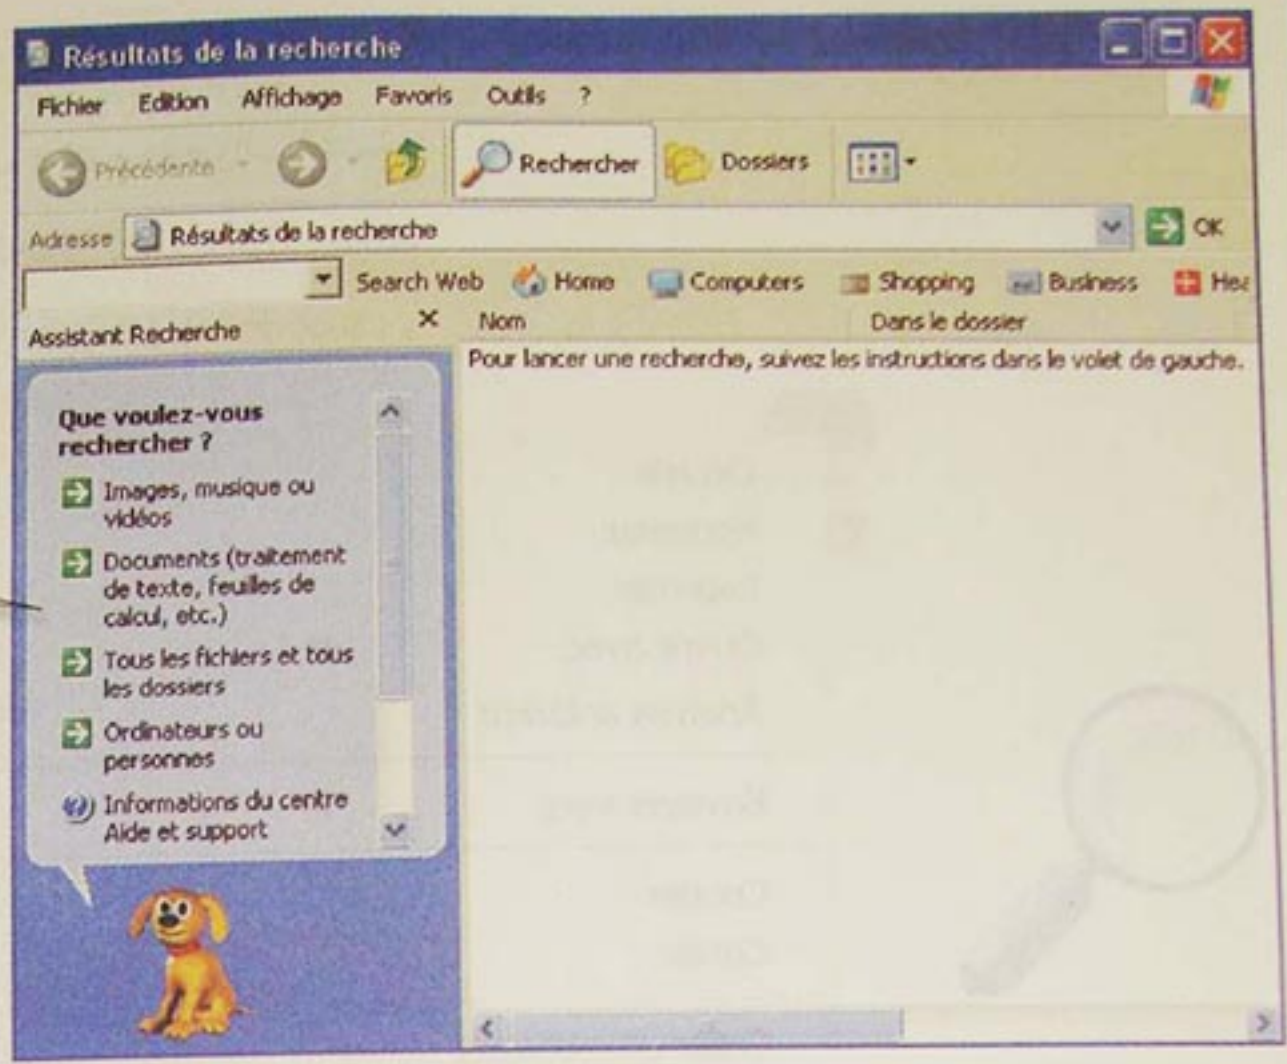 Résultats de la recherche
Fichier Edition Affichage Favoris Outils ?
Précédente Rechercher Dossiers
Adresse Résultats de la recherche OK
Search Web Home Computers Shopping Business Hea
Assistant Recherche Nom Dans le dossier
Pour lancer une recherche, suivez les instructions dans le volet de gauche.
Que voulez-vous
rechercher ?
Images, musique ou
vidéos
Documents (traitement
de texte, feuilles de
calcul, etc.)
Tous les fichiers et tous
les dossiers
Ordinateurs ou
personnes
Informations du centre
Aide et support